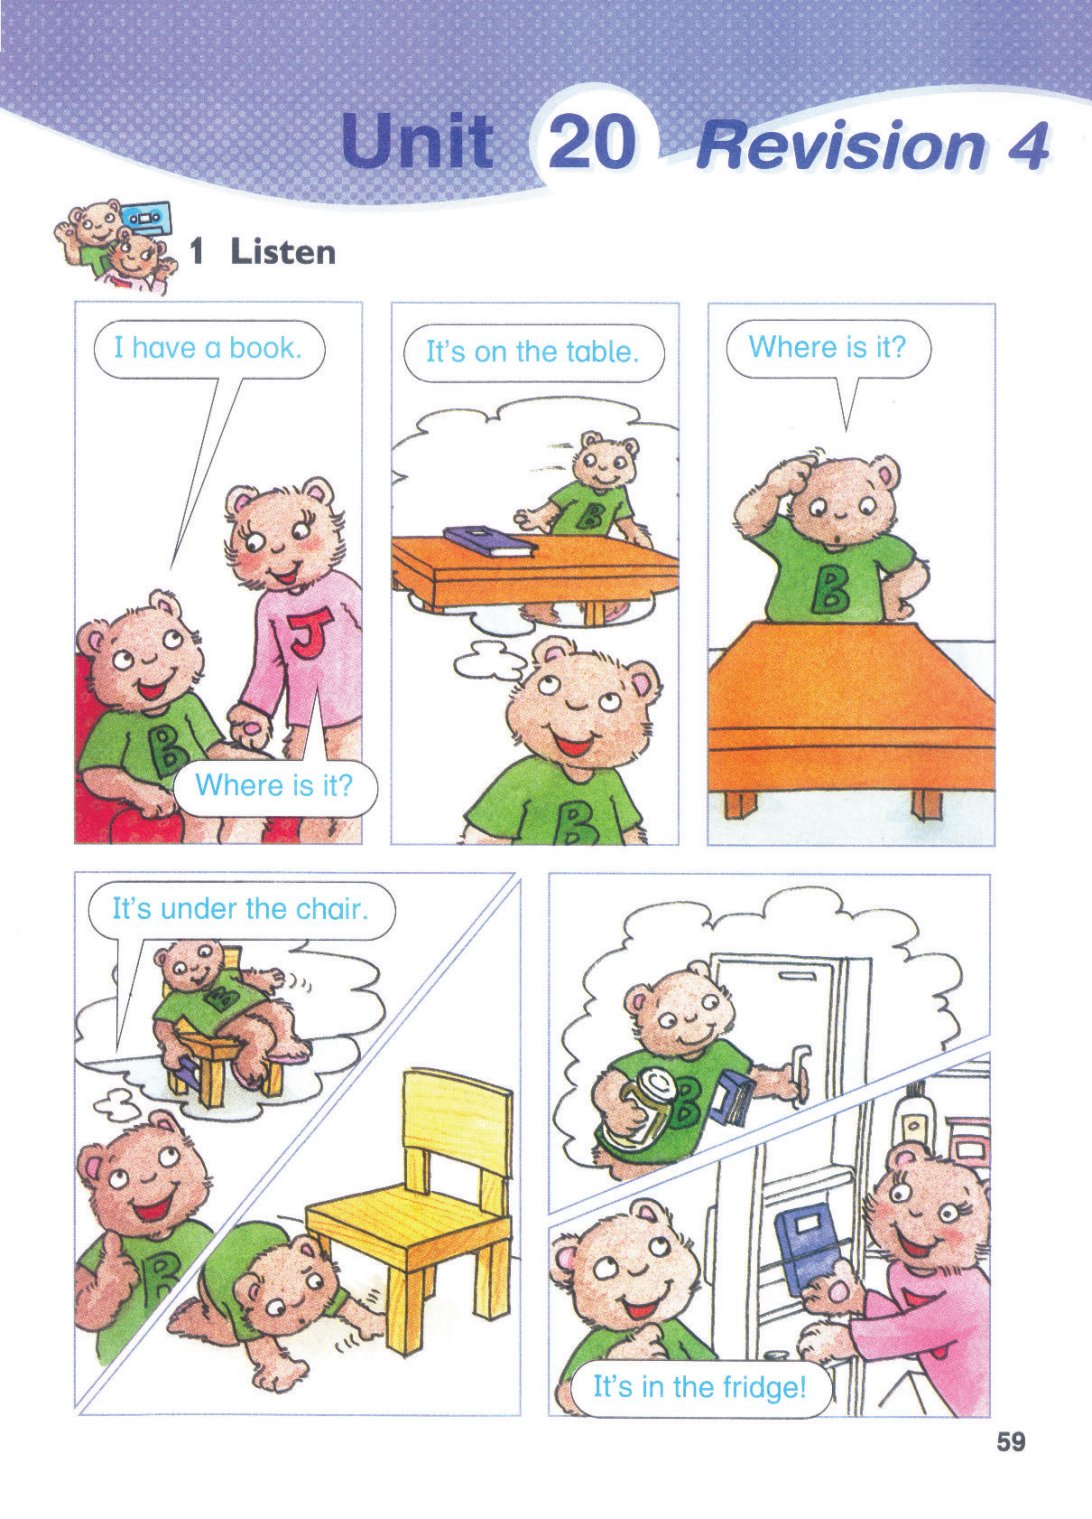 Unit 20 Revision 4
1 Listen
I have a book.
Where is it?
It's on the table.
Where is it?
It's under the chair.
It's in the fridge!
B
J
B
B
B
B
B
B
59